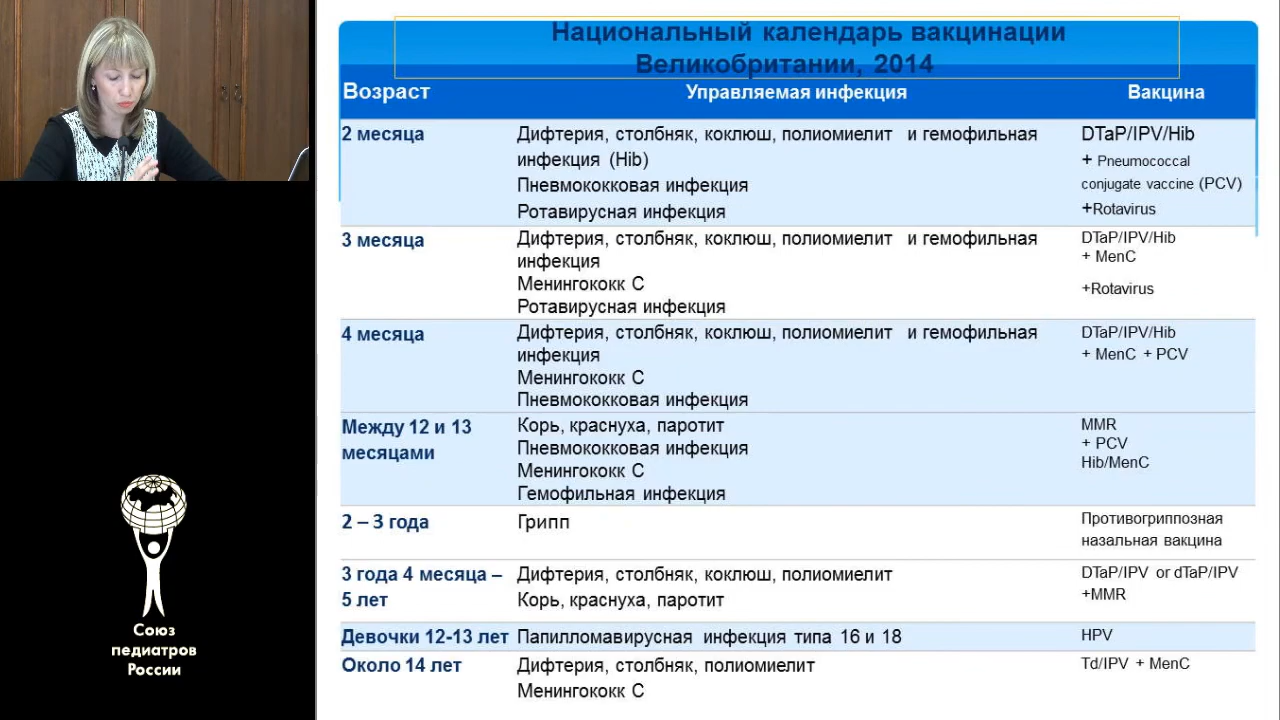 Национальный календарь вакцинации
Великобритании, 2014
Возраст
Управляемая инфекция
Вакцина
2 месяца
Дифтерия, столбняк, коклюш, полиомиелит и гемофильная
инфекция (Hib)
Пневмококковая инфекция
Ротавирусная инфекция
DTaP/IPV/Hib
+ Pneumococcal
conjugate vaccine (PCV)
+Rotavirus
3 месяца
Дифтерия, столбняк, коклюш, полиомиелит и гемофильная
инфекция
Менингококк С
Ротавирусная инфекция
DTaP/IPV/Hib
+ MenC
+Rotavirus
4 месяца
Дифтерия, столбняк, коклюш, полиомиелит и гемофильная
инфекция
Менингококк С
Пневмококковая инфекция
DTaP/IPV/Hib
+ MenC + PCV
Между 12 и 13
месяцами
Корь, краснуха, паротит
Пневмококковая инфекция
Менингококк С
Гемофильная инфекция
MMR
+ PCV
Hib/MenC
2 – 3 года
Грипп
Противогриппозная
назальная вакцина
3 года 4 месяца –
5 лет
Дифтерия, столбняк, коклюш, полиомиелит
Корь, краснуха, паротит
DTaP/IPV or dTaP/IPV
+MMR
Девочки 12-13 лет
Папилломавирусная инфекция типа 16 и 18
HPV
Около 14 лет
Дифтерия, столбняк, полиомиелит
Менингококк С
Td/IPV + MenC
Союз
педиатров
России